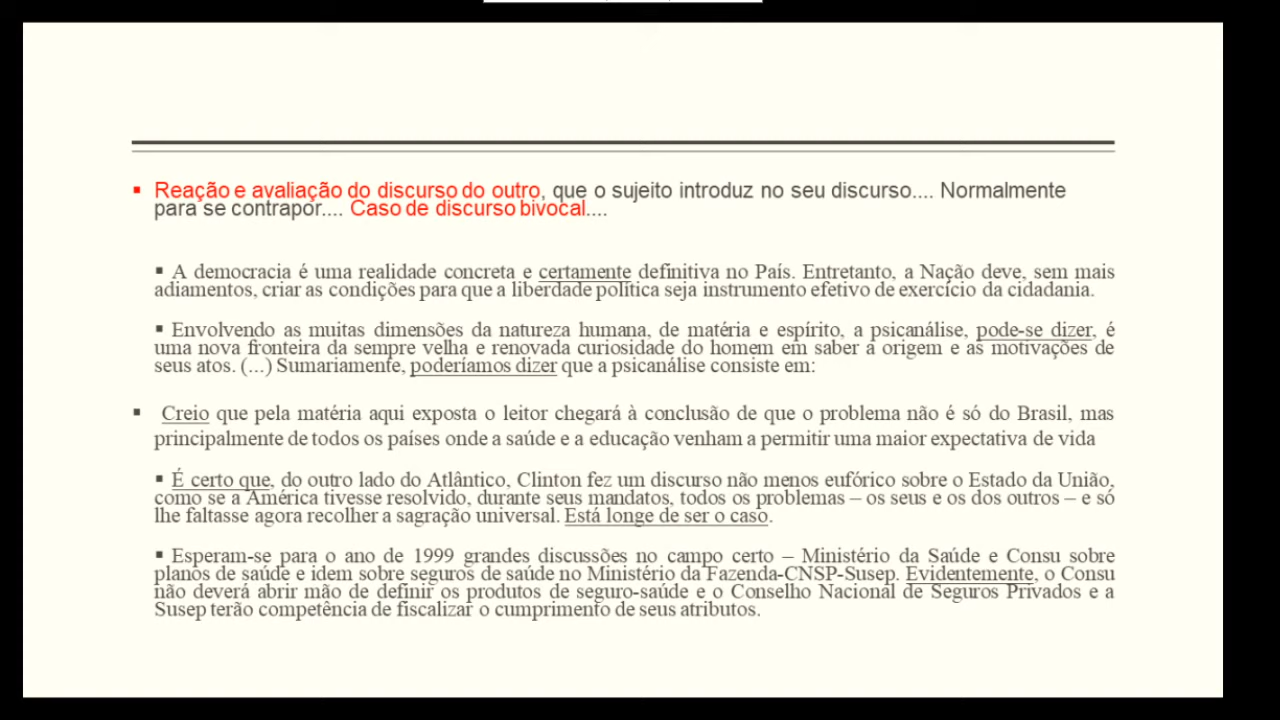 ▪ Reação e avaliação do discurso do outro, que o sujeito introduz no seu discurso.... Normalmente
para se contrapor.... Caso de discurso bivocal....
▪ A democracia é uma realidade concreta e certamente definitiva no País. Entretanto, a Nação deve, sem mais
adiamentos, criar as condições para que a liberdade política seja instrumento efetivo de exercício da cidadania.
▪ Envolvendo as muitas dimensões da natureza humana, de matéria e espírito, a psicanálise, pode-se dizer, é
uma nova fronteira da sempre velha e renovada curiosidade do homem em saber a origem e as motivações de
seus atos. (...) Sumariamente, poderíamos dizer que a psicanálise consiste em:
▪ Creio que pela matéria aqui exposta o leitor chegará à conclusão de que o problema não é só do Brasil, mas
principalmente de todos os países onde a saúde e a educação venham a permitir uma maior expectativa de vida
▪ É certo que, do outro lado do Atlântico, Clinton fez um discurso não menos eufórico sobre o Estado da União,
como se a América tivesse resolvido, durante seus mandatos, todos os problemas – os seus e os dos outros – e só
lhe faltasse agora recolher a sagração universal. Está longe de ser o caso.
▪ Esperam-se para o ano de 1999 grandes discussões no campo certo – Ministério da Saúde e Consu sobre
planos de saúde e idem sobre seguros de saúde no Ministério da Fazenda-CNSP-Susep. Evidentemente, o Consu
não deverá abrir mão de definir os produtos de seguro-saúde e o Conselho Nacional de Seguros Privados e a
Susep terão competência de fiscalizar o cumprimento de seus atributos.